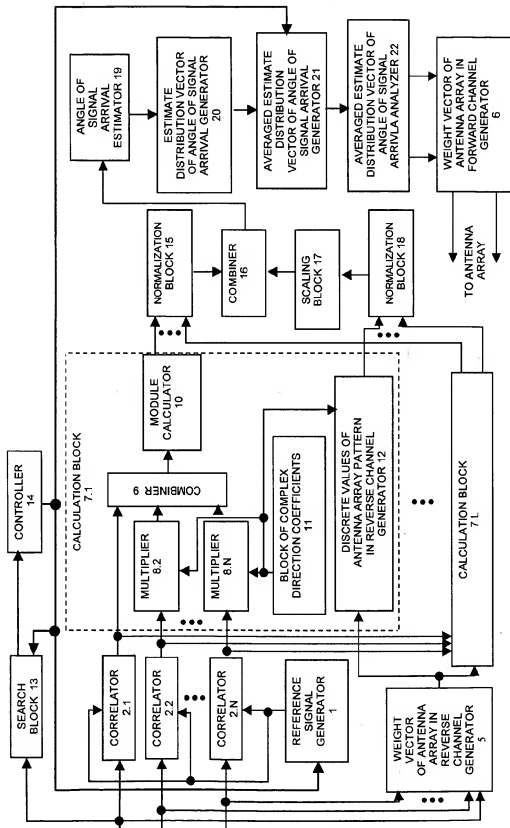 SEARCH BLOCK 13
CONTROLLER
14
CORRELATOR
2.1
CORRELATOR
2.2
CORRELATOR
2.N
REFERENCE
SIGNAL
GENERATOR
1
WEIGHT
VECTOR
OF ANTENNA
ARRAY IN
REVERSE
CHANNEL
GENERATOR
5
CALCULATION BLOCK
7.1
COMBINER 9
MULTIPLIER
8.2
MULTIPLIER
8.N
MODULE
CALCULATOR
10
BLOCK OF COMPLEX
DIRECTION COEFFICIENTS
11
DISCRETE VALUES OF
ANTENNA ARRAY PATTERN
IN REVERSE CHANNEL
GENERATOR 12
CALCULATION BLOCK
7 L
NORMALIZATION
BLOCK 15
COMBINER
16
SCALING
BLOCK 17
NORMALIZATION
BLOCK 18
ANGLE OF
SIGNAL
ARRIVAL
ESTIMATOR 19
ESTIMATE
DISTRIBUTION VECTOR
OF ANGLE OF SIGNAL
ARRIVAL GENERATOR
20
AVERAGED ESTIMATE
DISTRIBUTION
VECTOR OF ANGLE OF
SIGNAL ARRIVAL
GENERATOR 21
AVERAGED ESTIMATE
DISTRIBUTION VECTOR OF
ANGLE OF SIGNAL
ARRIVLA ANALYZER 22
WEIGHT VECTOR OF
ANTENNA ARRAY IN
FORWARD CHANNEL
GENERATOR
6
TO ANTENNA
ARRAY